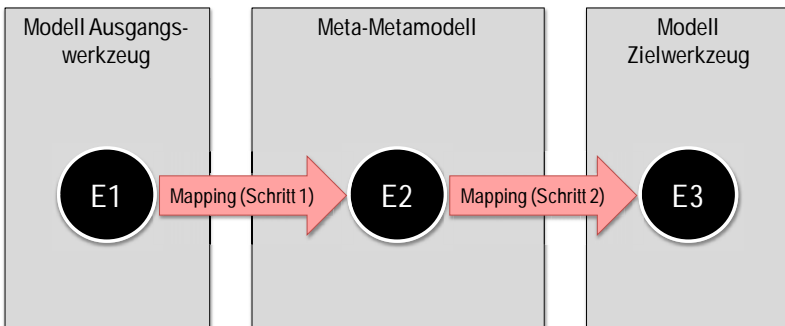 Modell Ausgangs-
werkzeug
Meta-Metamodell
Modell
Zielwerkzeug
E1
Mapping (Schritt 1)
E2
Mapping (Schritt 2)
E3